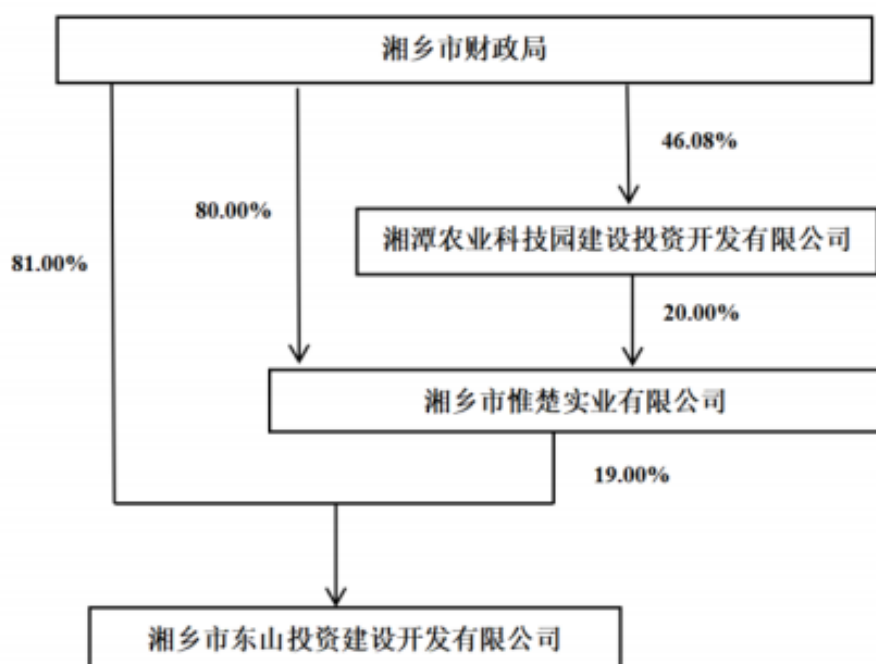 湘乡市财政局
46.08%
80.00%
湘潭农业科技园建设投资开发有限公司
81.00%
20.00%
湘乡市惟楚实业有限公司
19.00%
湘乡市东山投资建设开发有限公司